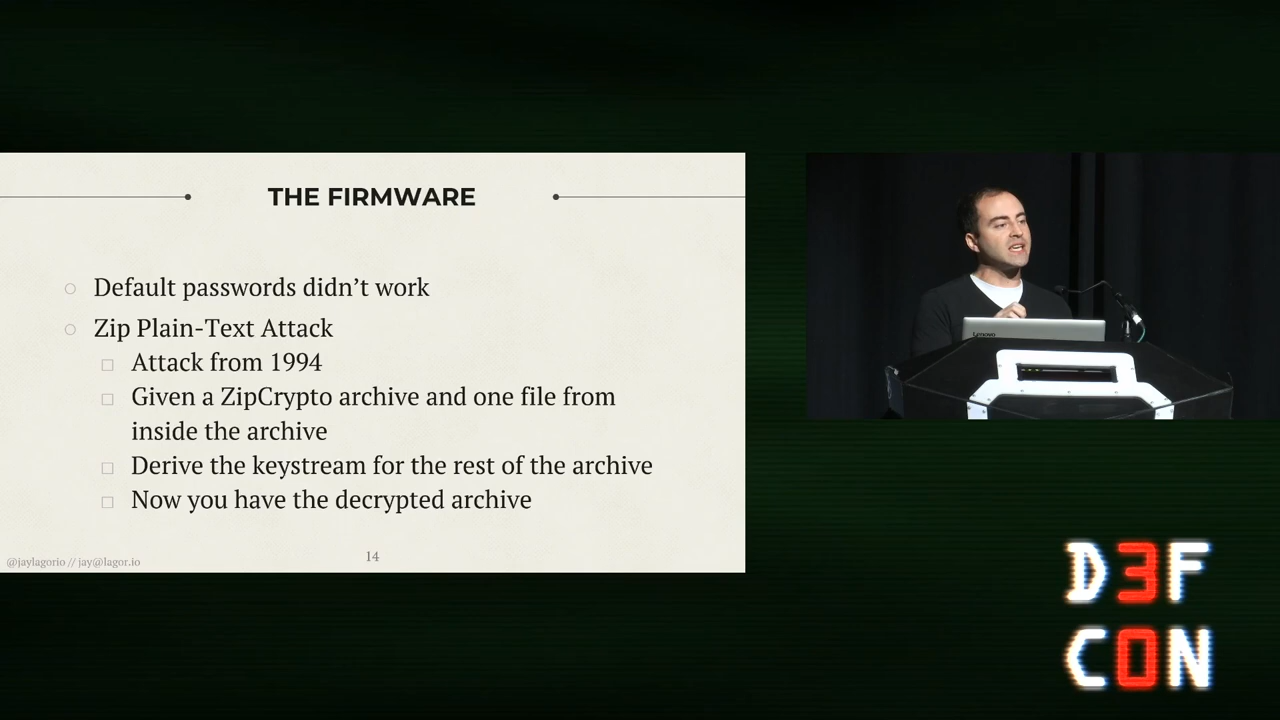 THE FIRMWARE
Default passwords didn’t work
Zip Plain-Text Attack
Attack from 1994
Given a ZipCrypto archive and one file from
inside the archive
Derive the keystream for the rest of the archive
Now you have the decrypted archive
@jaylagorio // jay@lagor.io
14
Lenovo
D3F
C0N